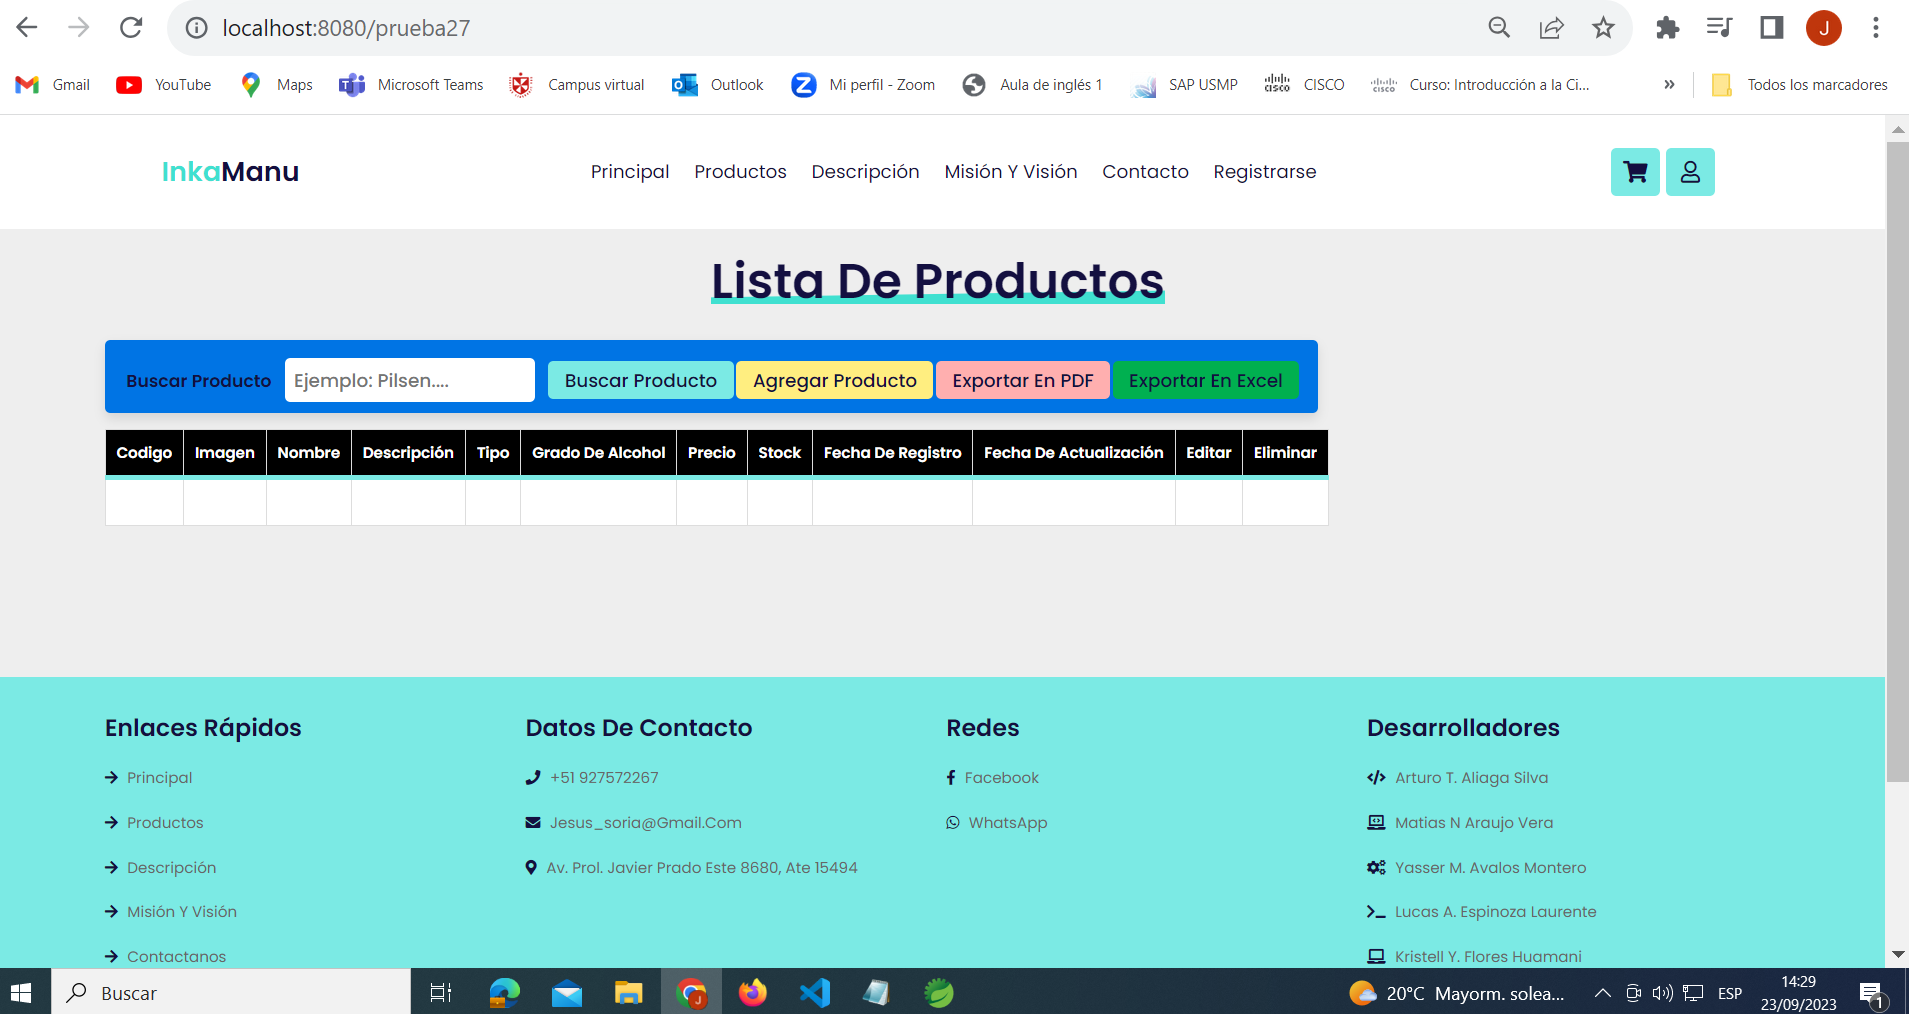 localhost:8080/prueba27
J
Gmail YouTube Maps Microsoft Teams Campus virtual Outlook Mi perfil - Zoom Aula de inglés 1 SAP USMP CISCO Curso: Introducción a la Ci... » Todos los marcadores
InkaManu Principal Productos Descripción Misión Y Visión Contacto Registrarse
Lista De Productos
Buscar Producto Ejemplo: Pilsen.... Buscar Producto Agregar Producto Exportar En PDF Exportar En Excel
Codigo Imagen Nombre Descripción Tipo Grado De Alcohol Precio Stock Fecha De Registro Fecha De Actualización Editar Eliminar
Enlaces Rápidos
Principal
Productos
Descripción
Misión Y Visión
Contactanos
Datos De Contacto
+51 927572267
Jesus_soria@Gmail.Com
Av. Prol. Javier Prado Este 8680, Ate 15494
Redes
Facebook
WhatsApp
Desarrolladores
Arturo T. Aliaga Silva
Matias N Araujo Vera
Yasser M. Avalos Montero
Lucas A. Espinoza Laurente
Kristell Y. Flores Huamani
Buscar
20°C Mayorm. solea...
ESP
14:29
23/09/2023
1